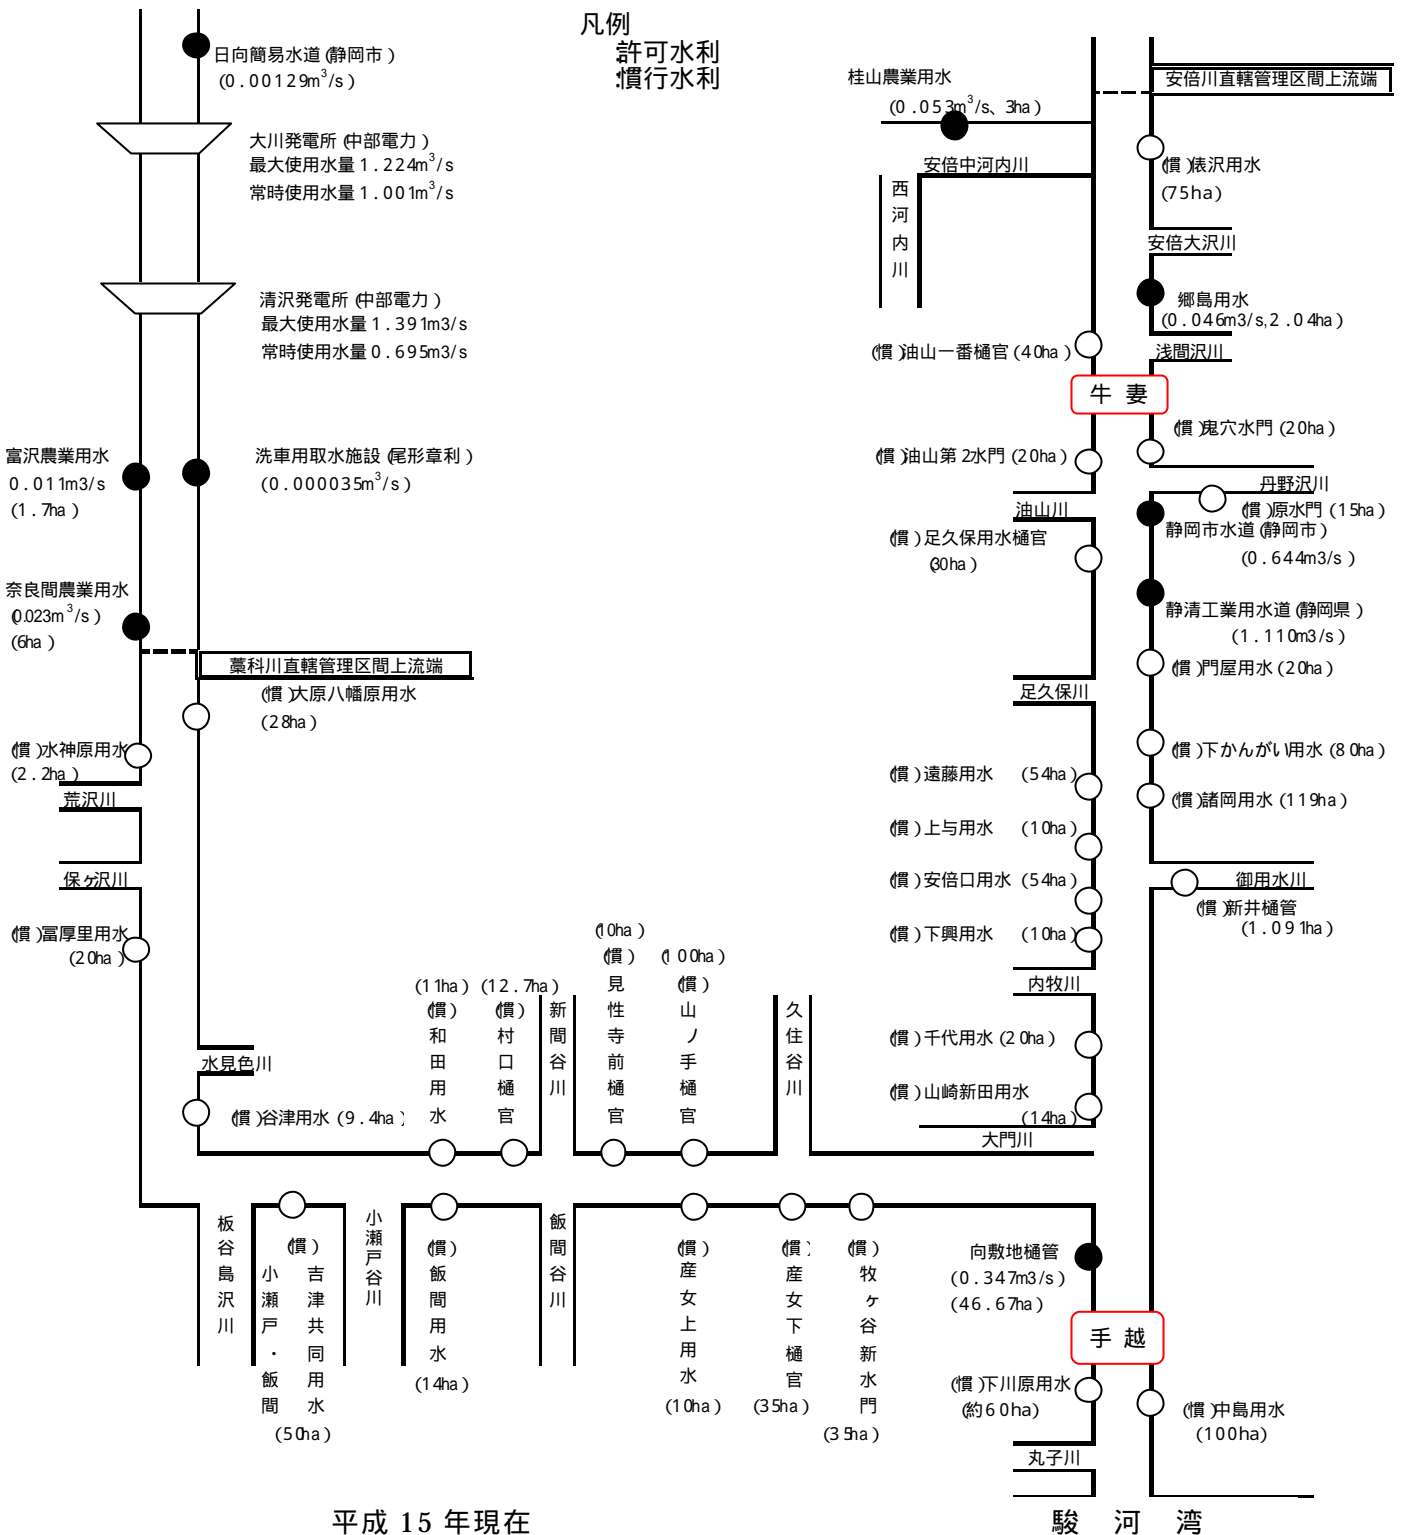 凡例
:許可水利
:慣行水利
日向簡易水道(静岡市)
(0.00129m3/s)
大川発電所(中部電力)
最大使用水量1.224m3/s
常時使用水量1.001m3/s
清沢発電所(中部電力)
最大使用水量1.391m3/s
常時使用水量0.695m3/s
富沢農業用水
0.011m3/s
(1.7ha)
洗車用取水施設(尾形章利)
(0.000035m3/s)
奈良間農業用水
(0.023m3/s)
(6ha)
藁科川直轄管理区間上流端
(慣)大原八幡原用水
(28ha)
(慣)水神原用水
(2.2ha)
荒沢川
保ヶ沢川
(慣)冨厚里用水
(20ha)
水見色川
(慣)谷津用水(9.4ha)
(11ha)
(慣)和田用水
(12.7ha)
(慣)村口樋官
新間谷川
(10ha)
(慣)見性寺前樋官
(100ha)
(慣)山ノ手樋官
久住谷川
板谷島沢川
(慣)
小瀬戸・飯間
吉津共同用水
(50ha)
小瀬戸谷川
(慣)飯間用水
(14ha)
飯間谷川
(慣)産女上用水
(10ha)
(慣)産女下樋官
(35ha)
(慣)牧ヶ谷新水門
(35ha)
桂山農業用水
(0.053m3/s、3ha)
安倍中河内川
西河内川
(慣)油山一番樋官(40ha)
牛妻
(慣)油山第2水門(20ha)
油山川
(慣)足久保用水樋官
(30ha)
足久保川
(慣)遠藤用水 (54ha)
(慣)上与用水 (10ha)
(慣)安倍口用水 (54ha)
(慣)下興用水 (10ha)
内牧川
(慣)千代用水(20ha)
(慣)山崎新田用水
(14ha)
大門川
向敷地樋管
(0.347m3/s)
(46.67ha)
手越
(慣)下川原用水
(約60ha)
丸子川
安倍川直轄管理区間上流端
(慣)俵沢用水
(75ha)
安倍大沢川
郷島用水
(0.046m3/s,2.04ha)
浅間沢川
(慣)鬼穴水門(20ha)
丹野沢川
(慣)原水門(15ha)
静岡市水道(静岡市)
(0.644m3/s)
静清工業用水道(静岡県)
(1.110m3/s)
(慣)門屋用水(20ha)
(慣)下かんがい用水(80ha)
(慣)諸岡用水(119ha)
御用水川
(慣)新井樋管
(1.091ha)
(慣)中島用水
(100ha)
平成15年現在
駿河湾